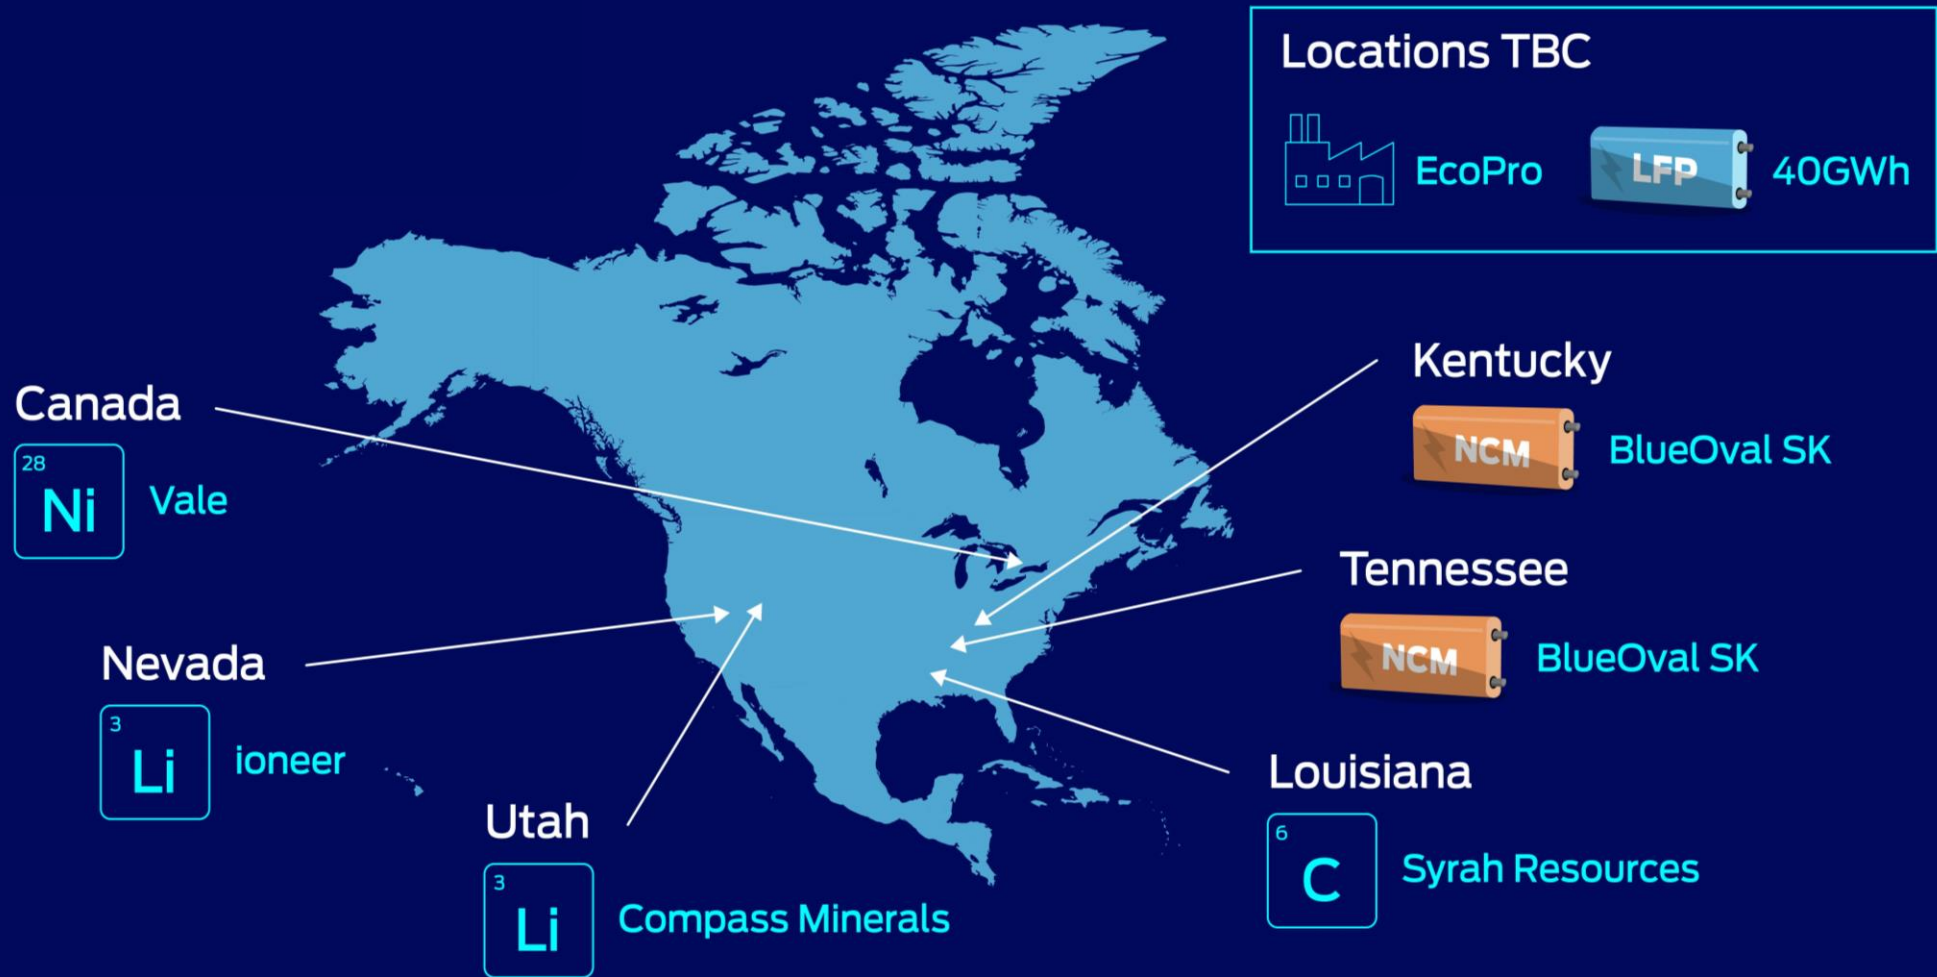 Locations TBC
EcoPro
LFP
40GWh
Canada
28
Ni
Vale
Nevada
3
Li
ioneer
Utah
3
Li
Compass Minerals
Kentucky
NCM
BlueOval SK
Tennessee
NCM
BlueOval SK
Louisiana
6
C
Syrah Resources